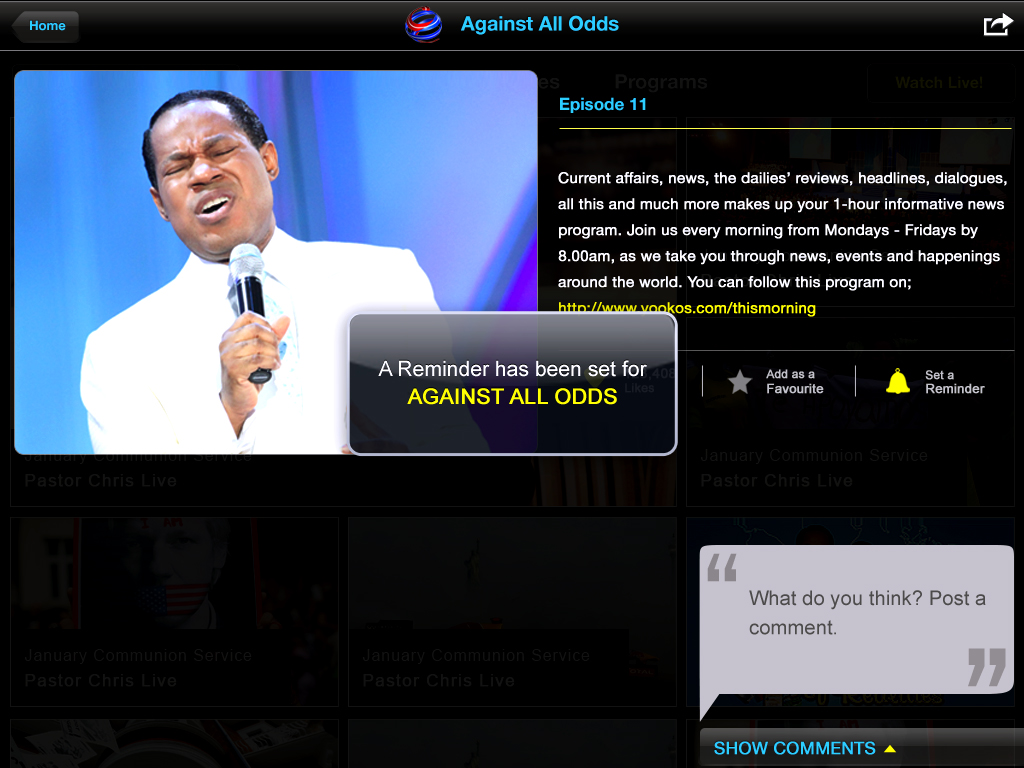 Home
Against All Odds
Programs
Watch Live!
Episode 11
Current affairs, news, the dailies’ reviews, headlines, dialogues,
all this and much more makes up your 1-hour informative news
program. Join us every morning from Mondays - Fridays by
8.00am, as we take you through news, events and happenings
around the world. You can follow this program on;
http://www.yookos.com/thismorning
A Reminder has been set for
AGAINST ALL ODDS
Likes
Add as a
Favourite
Set a
Reminder
January Communion Service
Pastor Chris Live
January Communion Service
Pastor Chris Live
I AM
January Communion Service
Pastor Chris Live
January Communion Service
Pastor Chris Live
“What do you think? Post a
comment.”
SHOW COMMENTS